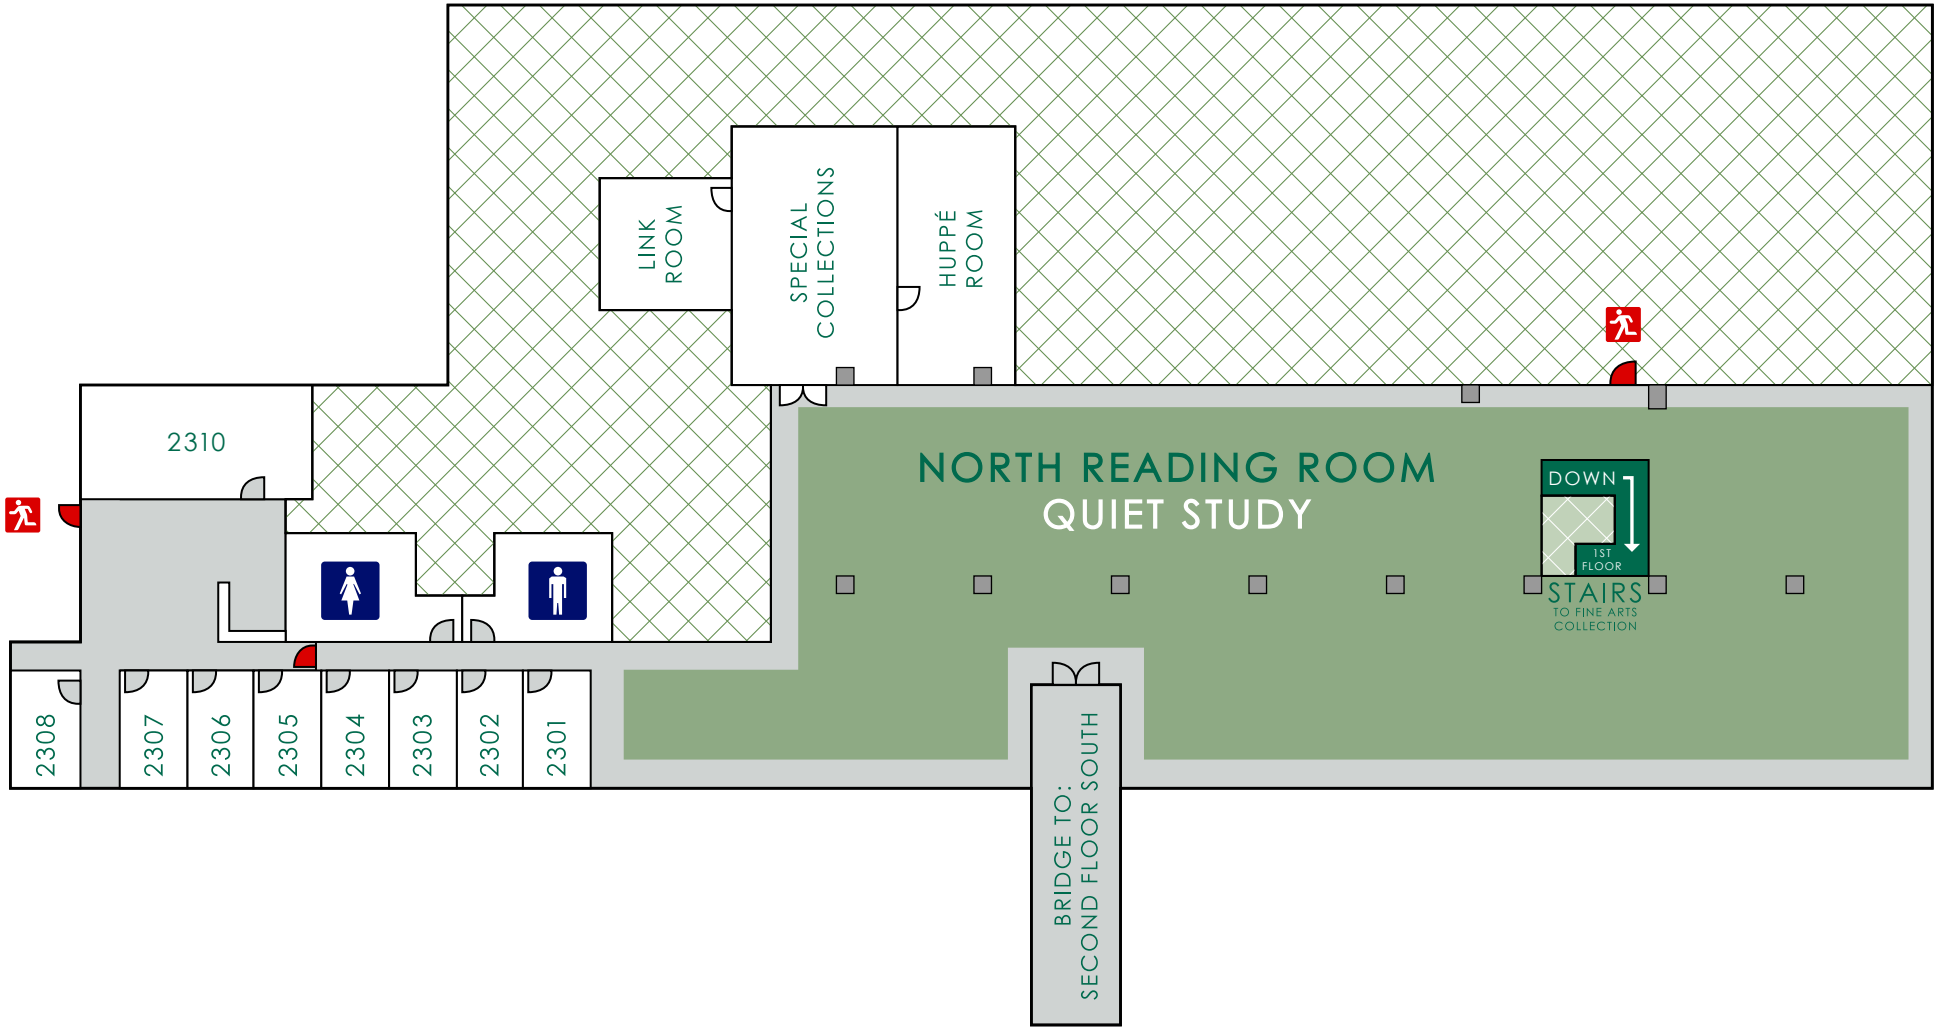 LINK
ROOM
SPECIAL
COLLECTIONS
HUPPÉ
ROOM
2310
NORTH READING ROOM
QUIET STUDY
DOWN
1ST
FLOOR
STAIRS
TO FINE ARTS
COLLECTION
2308
2307
2306
2305
2304
2303
2302
2301
BRIDGE TO:
SECOND FLOOR SOUTH